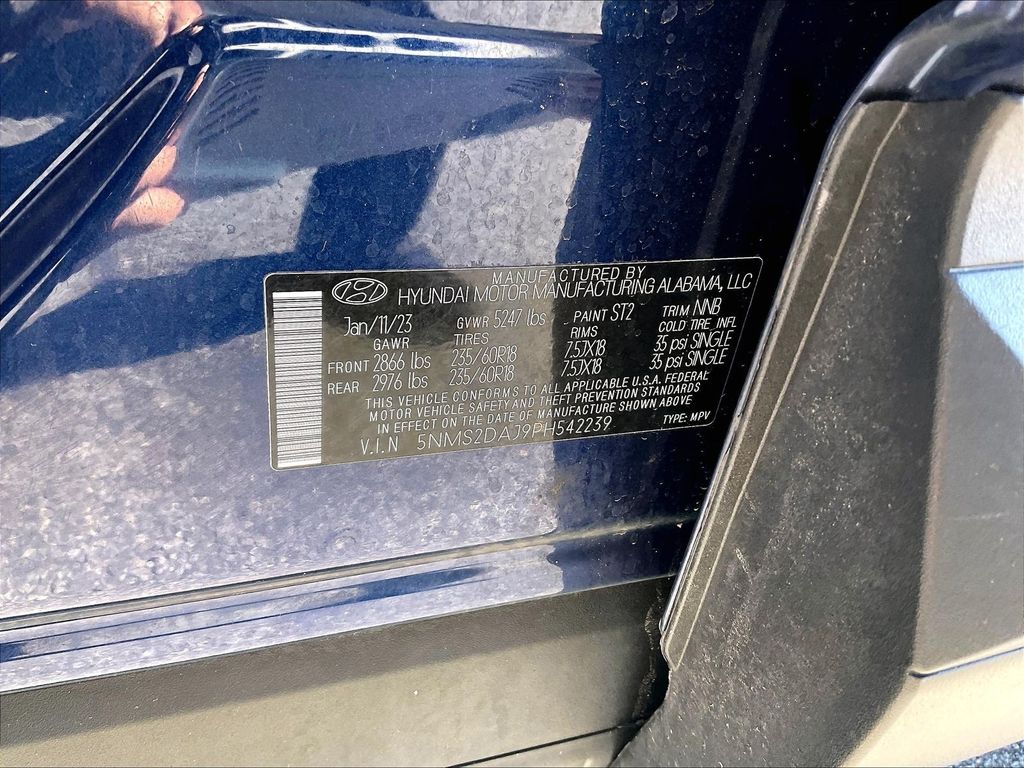 MANUFACTURED BY
HYUNDAI MOTOR MANUFACTURING ALABAMA, LLC
Jan/11/23 GVWR 5247 lbs PAINT ST2 TRIM NNB
GAWR TIRES RIMS COLD TIRE INFL
FRONT 2866 lbs 235/60R18 7.5JX18 35 psi SINGLE
REAR 2976 lbs 235/60R18 7.5JX18 35 psi SINGLE
THIS VEHICLE CONFORMS TO ALL APPLICABLE U.S.A. FEDERAL
MOTOR VEHICLE SAFETY AND THEFT PREVENTION STANDARDS
IN EFFECT ON THE DATE OF MANUFACTURE SHOWN ABOVE
V.I.N 5NMS2DAJ9PH542239 TYPE: MPV